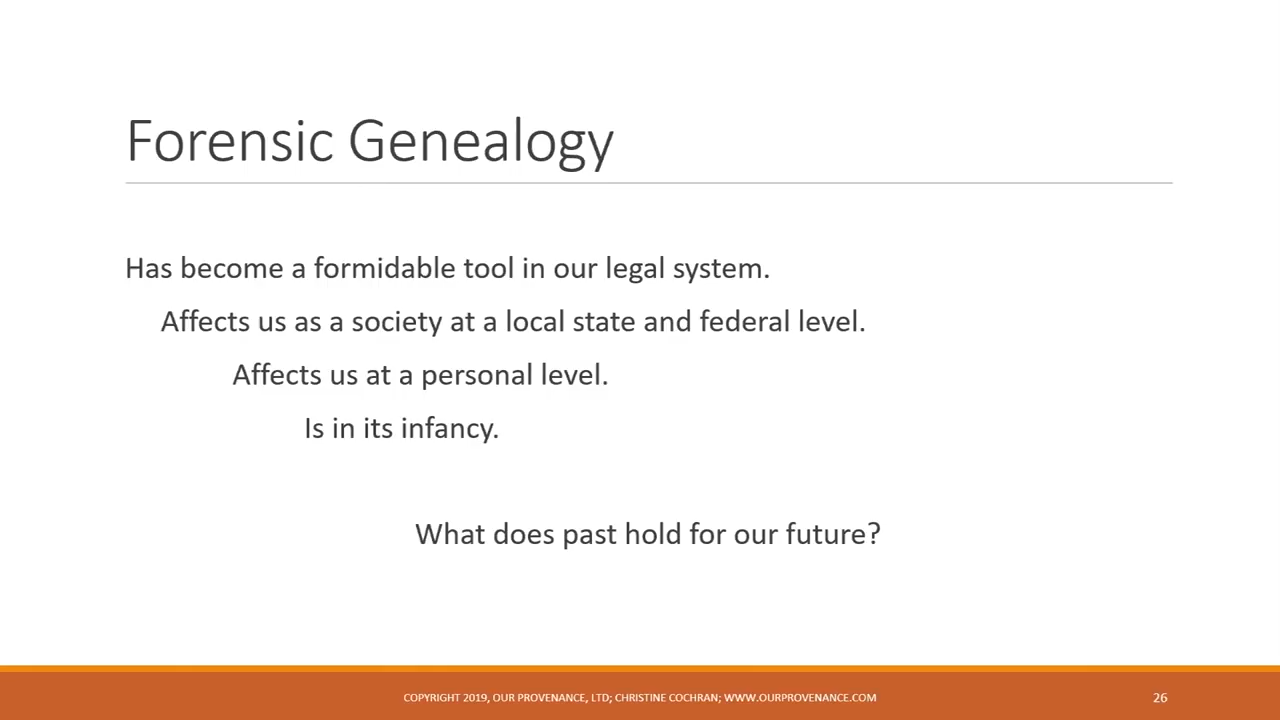 Forensic Genealogy
Has become a formidable tool in our legal system.
Affects us as a society at a local state and federal level.
Affects us at a personal level.
Is in its infancy.
What does past hold for our future?
COPYRIGHT 2019, OUR PROVENANCE, LTD; CHRISTINE COCHRAN; WWW.OURPROVENANCE.COM
26